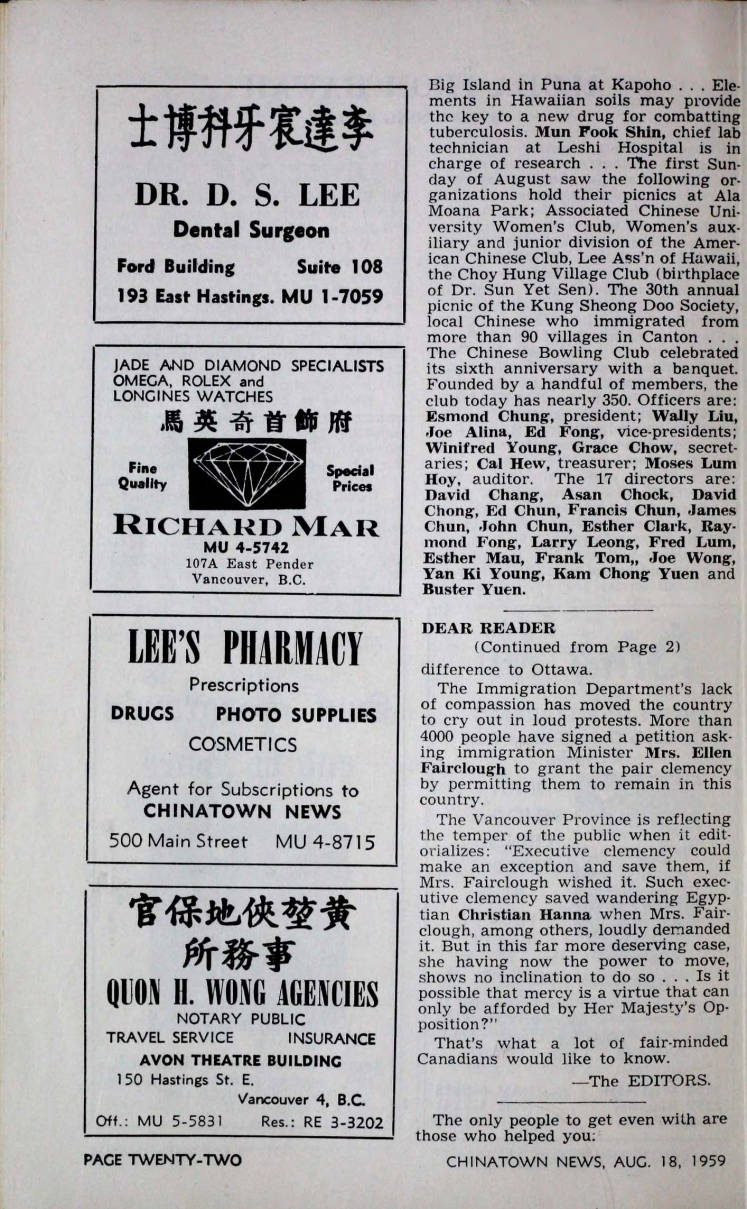 李達宸牙科博士
DR. D. S. LEE
Dental Surgeon
Ford Building Suite 108
193 East Hastings. MU 1-7059
JADE AND DIAMOND SPECIALISTS
OMEGA, ROLEX and
LONGINES WATCHES
馬英奇首飾府
Fine
Quality
Special
Prices
RICHARD MAR
MU 4-5742
107A East Pender
Vancouver, B.C.
LEE'S PHARMACY
Prescriptions
DRUGS PHOTO SUPPLIES
COSMETICS
Agent for Subscriptions to
CHINATOWN NEWS
500 Main Street MU 4-8715
黃堃俠地保官
事務所
QUON H. WONG AGENCIES
NOTARY PUBLIC
TRAVEL SERVICE INSURANCE
AVON THEATRE BUILDING
150 Hastings St. E.
Vancouver 4, B.C.
Off.: MU 5-5831 Res.: RE 3-3202
Big Island in Puna at Kapoho . . . Ele-
ments in Hawaiian soils may provide
the key to a new drug for combatting
tuberculosis. Mun Fook Shin, chief lab
technician at Leshi Hospital is in
charge of research . . . The first Sun-
day of August saw the following or-
ganizations hold their picnics at Ala
Moana Park; Associated Chinese Uni-
versity Women's Club, Women's aux-
iliary and junior division of the Amer-
ican Chinese Club, Lee Ass'n of Hawaii,
the Choy Hung Village Club (birthplace
of Dr. Sun Yet Sen). The 30th annual
picnic of the Kung Sheong Doo Society,
local Chinese who immigrated from
more than 90 villages in Canton . . .
The Chinese Bowling Club celebrated
its sixth anniversary with a banquet.
Founded by a handful of members, the
club today has nearly 350. Officers are:
Esmond Chung, president; Wally Liu,
Joe Alina, Ed Fong, vice-presidents;
Winifred Young, Grace Chow, secret-
aries; Cal Hew, treasurer; Moses Lum
Hoy, auditor. The 17 directors are:
David Chang, Asan Chock, David
Chong, Ed Chun, Francis Chun, James
Chun, John Chun, Esther Clark, Ray-
mond Fong, Larry Leong, Fred Lum,
Esther Mau, Frank Tom,, Joe Wong,
Yan Ki Young, Kam Chong Yuen and
Buster Yuen.
DEAR READER
(Continued from Page 2)
difference to Ottawa.
The Immigration Department's lack
of compassion has moved the country
to cry out in loud protests. More than
4000 people have signed a petition ask-
ing immigration Minister Mrs. Ellen
Fairclough to grant the pair clemency
by permitting them to remain in this
country.
The Vancouver Province is reflecting
the temper of the public when it edit-
orializes: "Executive clemency could
make an exception and save them, if
Mrs. Fairclough wished it. Such exec-
utive clemency saved wandering Egyp-
tian Christian Hanna when Mrs. Fair-
clough, among others, loudly demanded
it. But in this far more deserving case,
she having now the power to move,
shows no inclination to do so . . . Is it
possible that mercy is a virtue that can
only be afforded by Her Majesty's Op-
position?"
That's what a lot of fair-minded
Canadians would like to know.
—The EDITORS.
The only people to get even with are
those who helped you:
PAGE TWENTY-TWO
CHINATOWN NEWS, AUG. 18, 1959